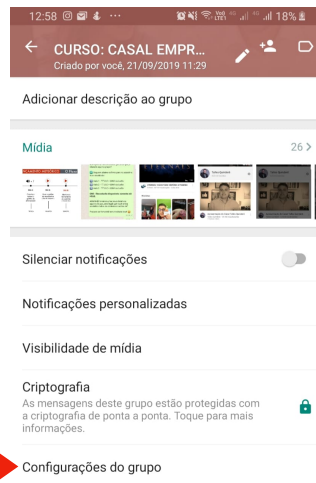 12:58 18%
CURSO: CASAL EMPR...
Criado por você, 21/09/2019 11:29
Adicionar descrição ao grupo
Mídia 26 >
Silenciar notificações
Notificações personalizadas
Visibilidade de mídia
Criptografia
As mensagens deste grupo estão protegidas com
a criptografia de ponta a ponta. Toque para mais
informações.
Configurações do grupo